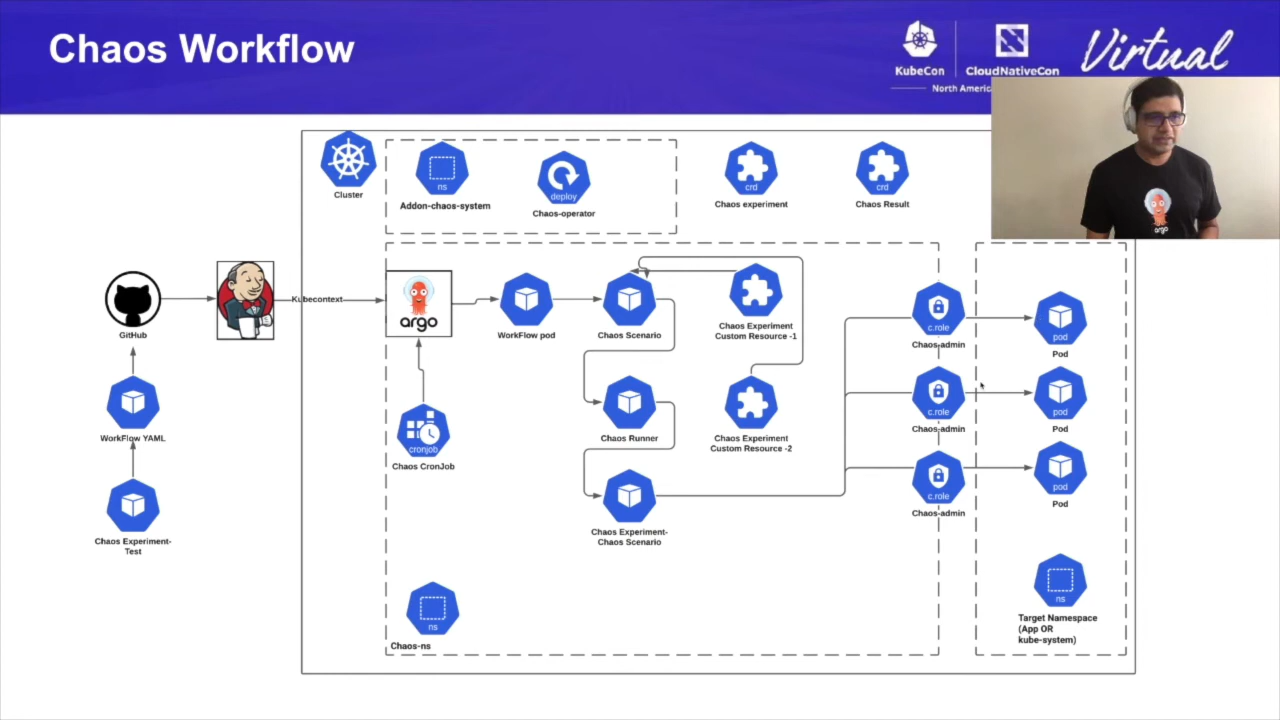 Chaos Workflow
KubeCon
CloudNativeCon
North America
Virtual
Cluster
ns
Addon-chaos-system
deploy
Chaos-operator
crd
Chaos experiment
crd
Chaos Result
argo
GitHub
Kubecontext
argo
WorkFlow pod
Chaos Scenario
Chaos Experiment
Custom Resource -1
c.role
Chaos-admin
pod
Pod
WorkFlow YAML
cronjob
Chaos CronJob
Chaos Runner
Chaos Experiment
Custom Resource -2
c.role
Chaos-admin
pod
Pod
Chaos Experiment-
Test
Chaos Experiment-
Chaos Scenario
c.role
Chaos-admin
pod
Pod
ns
Chaos-ns
ns
Target Namespace
(App OR
kube-system)